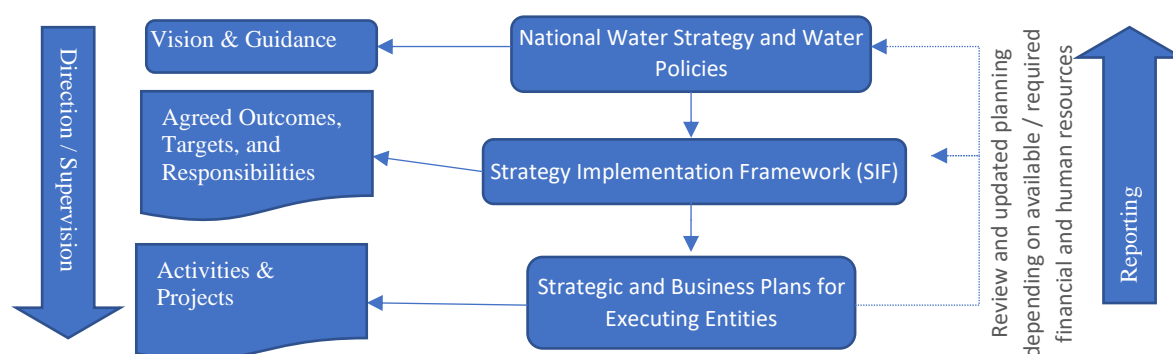 Direction / Supervision
Vision & Guidance
National Water Strategy and Water
Policies
Agreed Outcomes,
Targets, and
Responsibilities
Strategy Implementation Framework (SIF)
Activities &
Projects
Strategic and Business Plans for
Executing Entities
Review and updated planning
depending on available / required
financial and human resources
Reporting